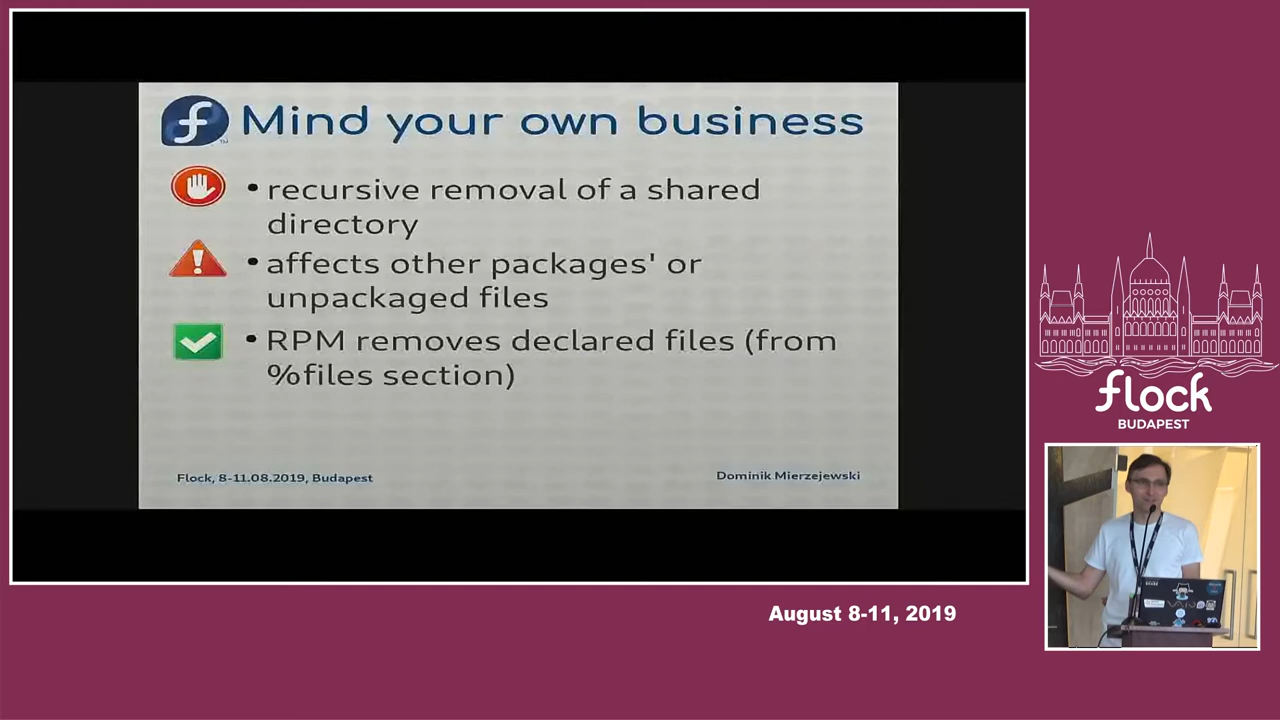 Mind your own business
• recursive removal of a shared
directory
• affects other packages' or
unpackaged files
• RPM removes declared files (from
%files section)
Flock, 8-11.08.2019, Budapest
Dominik Mierzejewski
flock
BUDAPEST
August 8-11, 2019